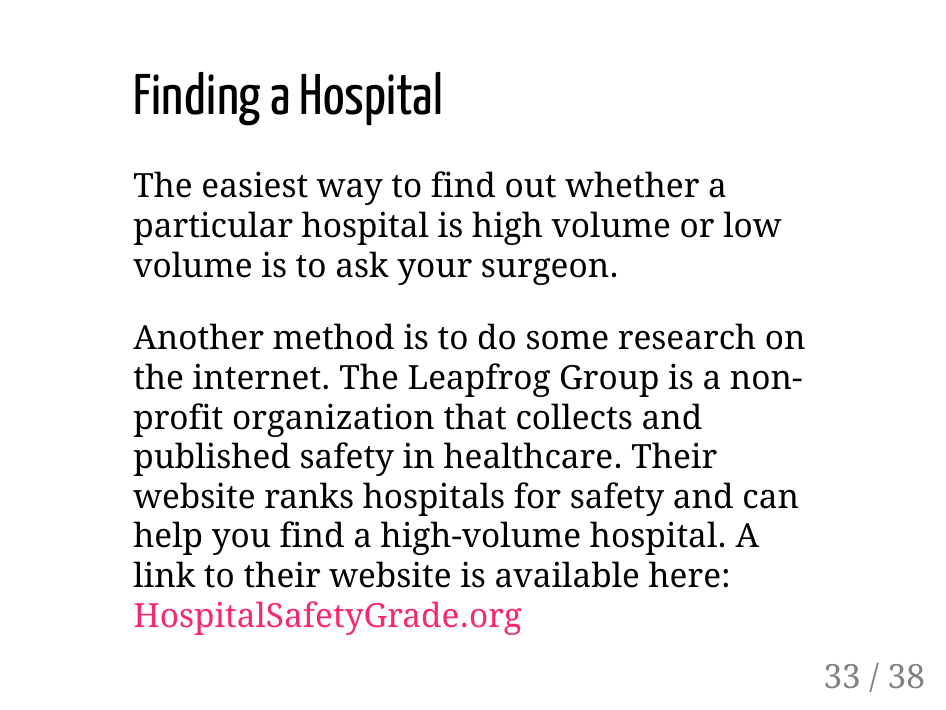 Finding a Hospital
The easiest way to find out whether a
particular hospital is high volume or low
volume is to ask your surgeon.
Another method is to do some research on
the internet. The Leapfrog Group is a non-
profit organization that collects and
published safety in healthcare. Their
website ranks hospitals for safety and can
help you find a high-volume hospital. A
link to their website is available here:
HospitalSafetyGrade.org
33 / 38